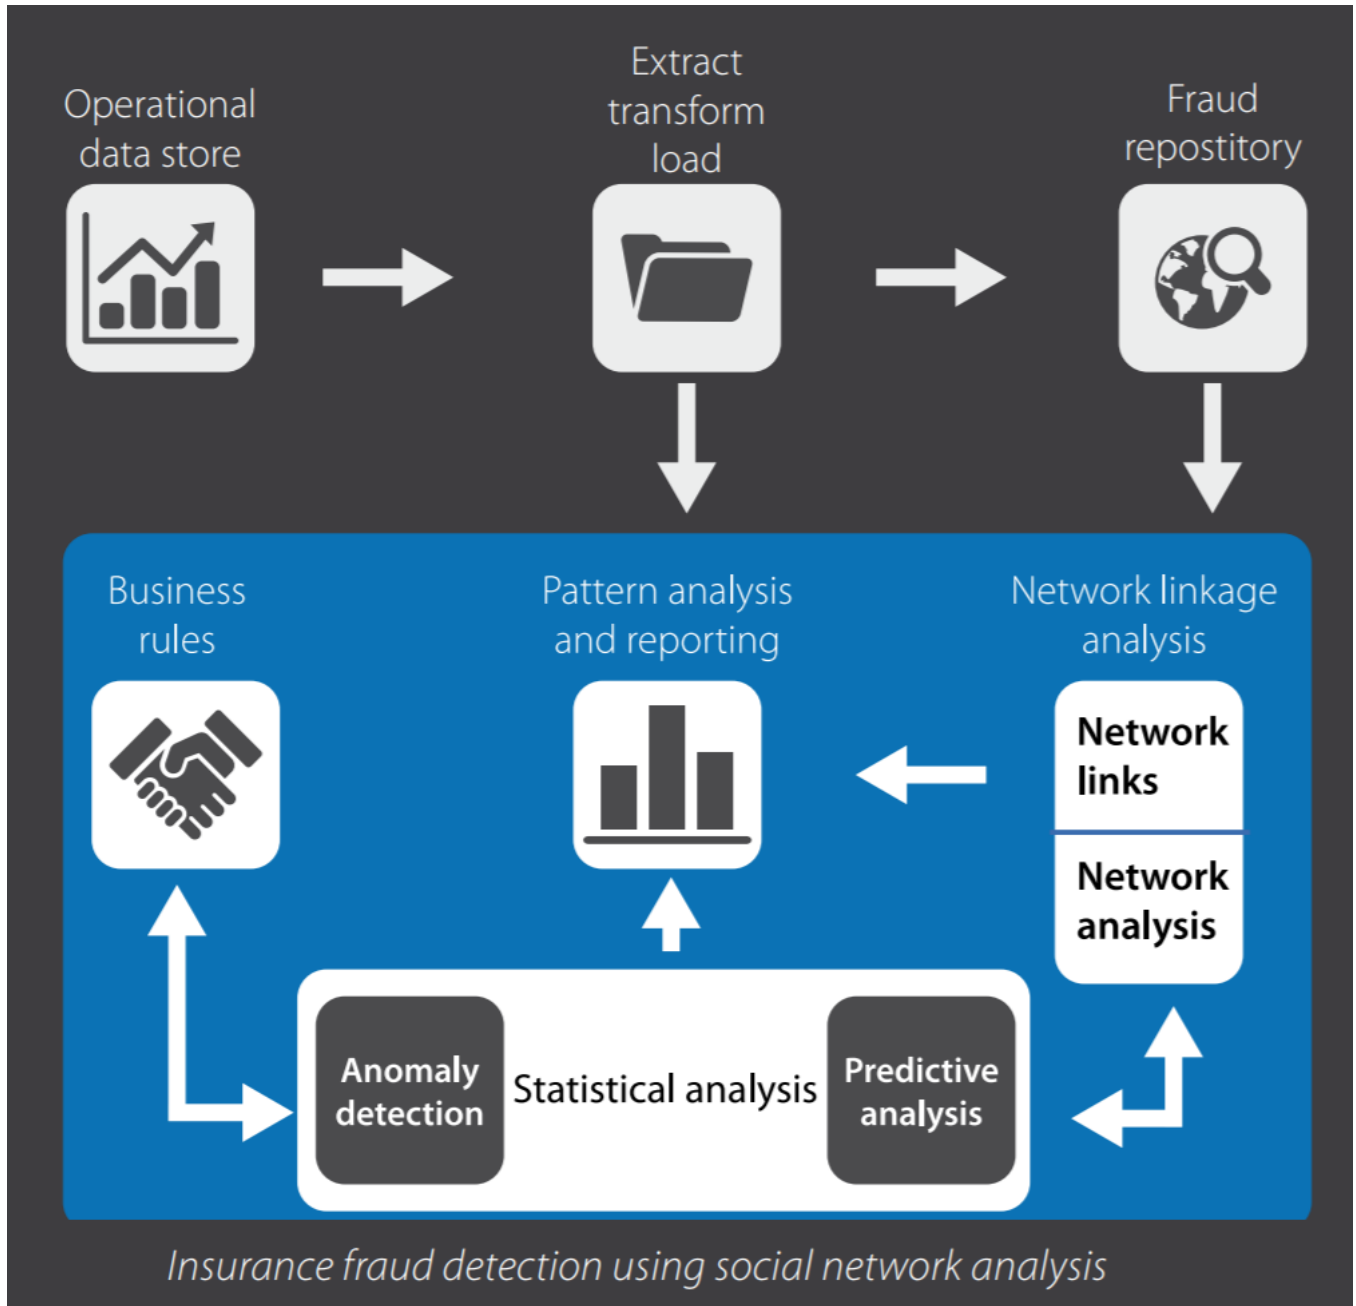 Operational
data store
Extract
transform
load
Fraud
repostitory
Business
rules
Pattern analysis
and reporting
Network linkage
analysis
Network
links
Network
analysis
Anomaly
detection
Statistical analysis
Predictive
analysis
Insurance fraud detection using social network analysis